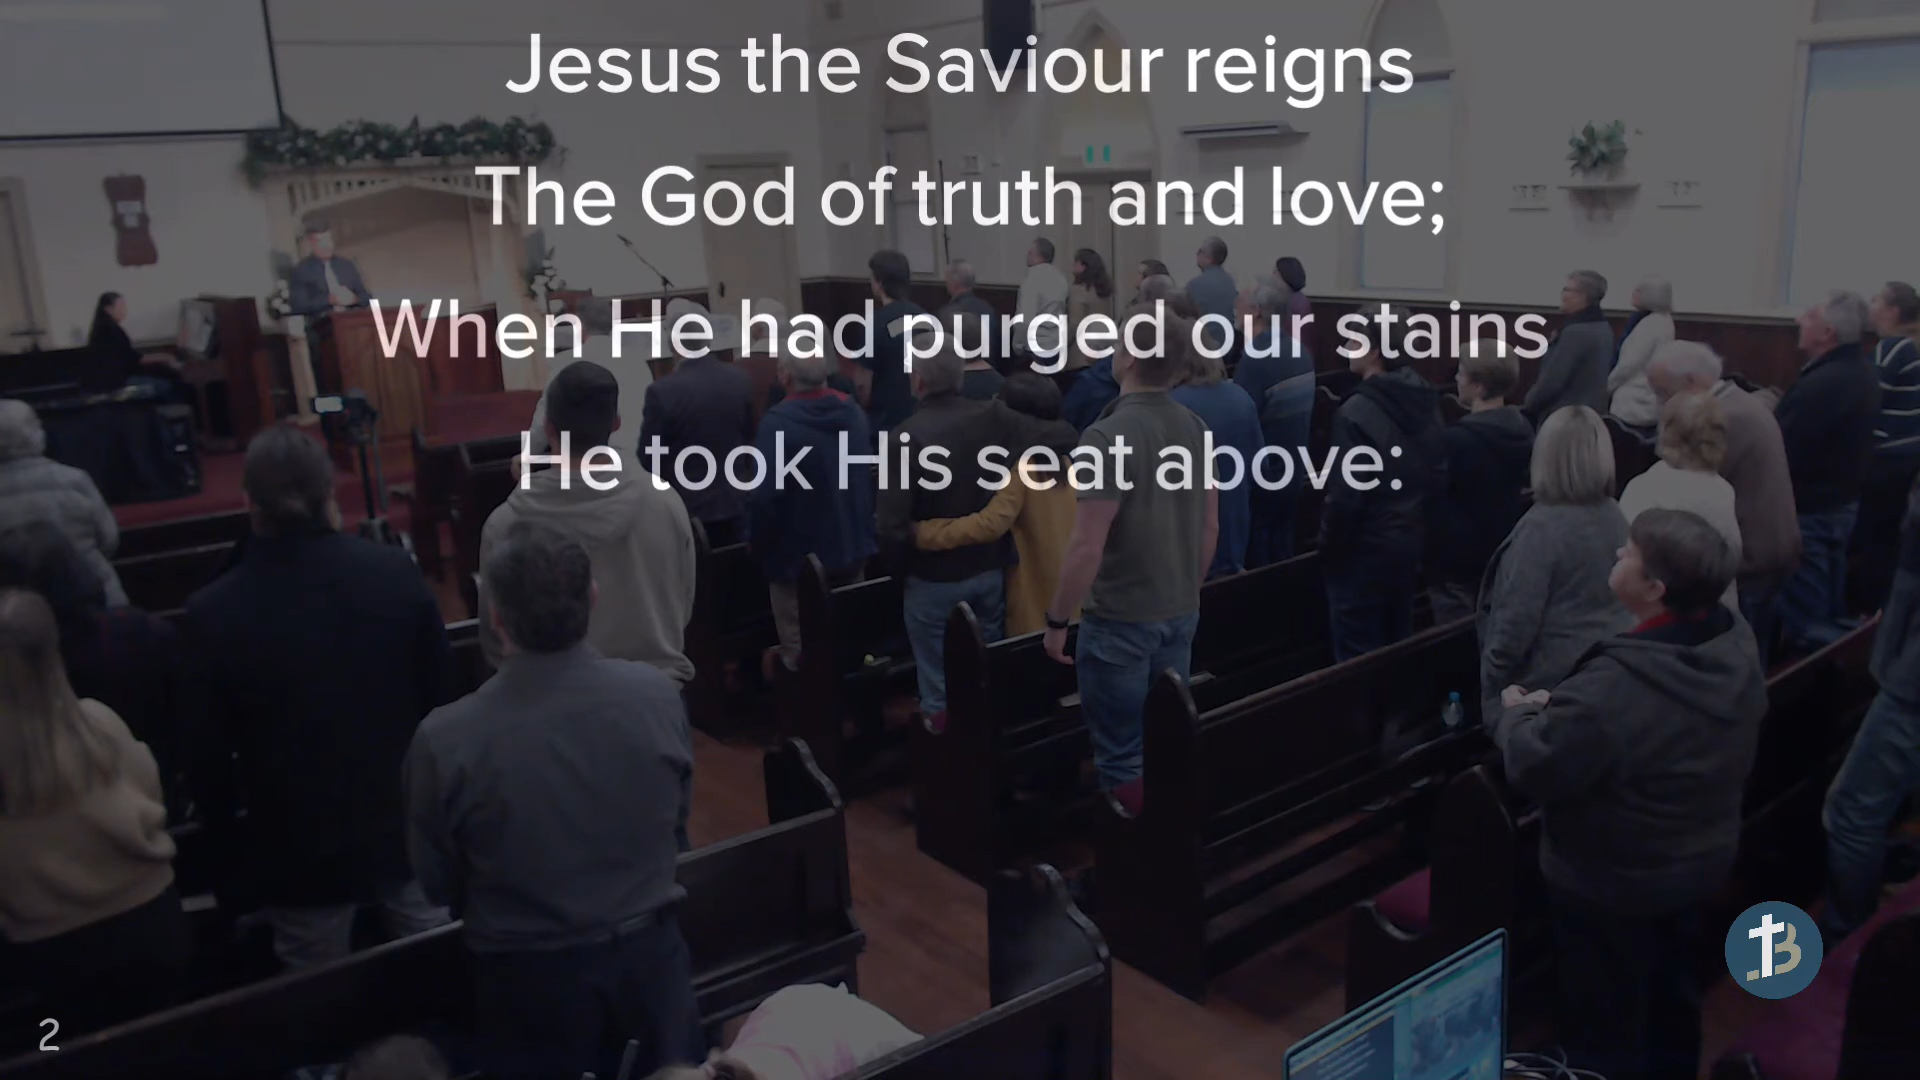 Jesus the Saviour reigns
The God of truth and love;
When He had purged our stains
He took His seat above:
2